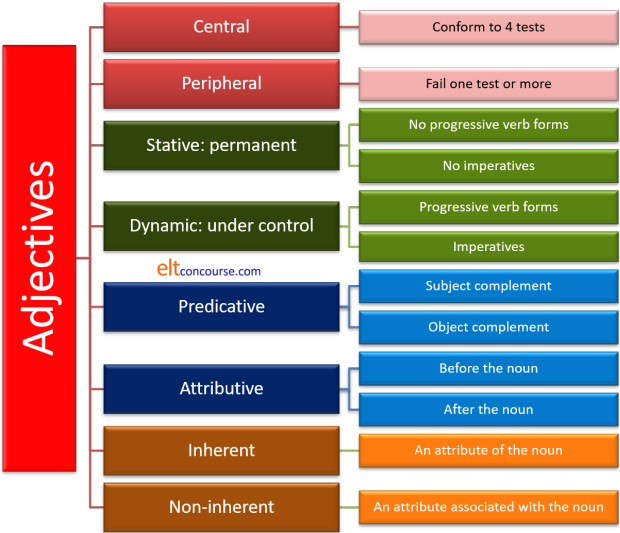 Adjectives
Central
Conform to 4 tests
Peripheral
Fail one test or more
Stative: permanent
No progressive verb forms
No imperatives
Dynamic: under control
Progressive verb forms
Imperatives
eltconcourse.com
Predicative
Subject complement
Object complement
Attributive
Before the noun
After the noun
Inherent
An attribute of the noun
Non-inherent
An attribute associated with the noun